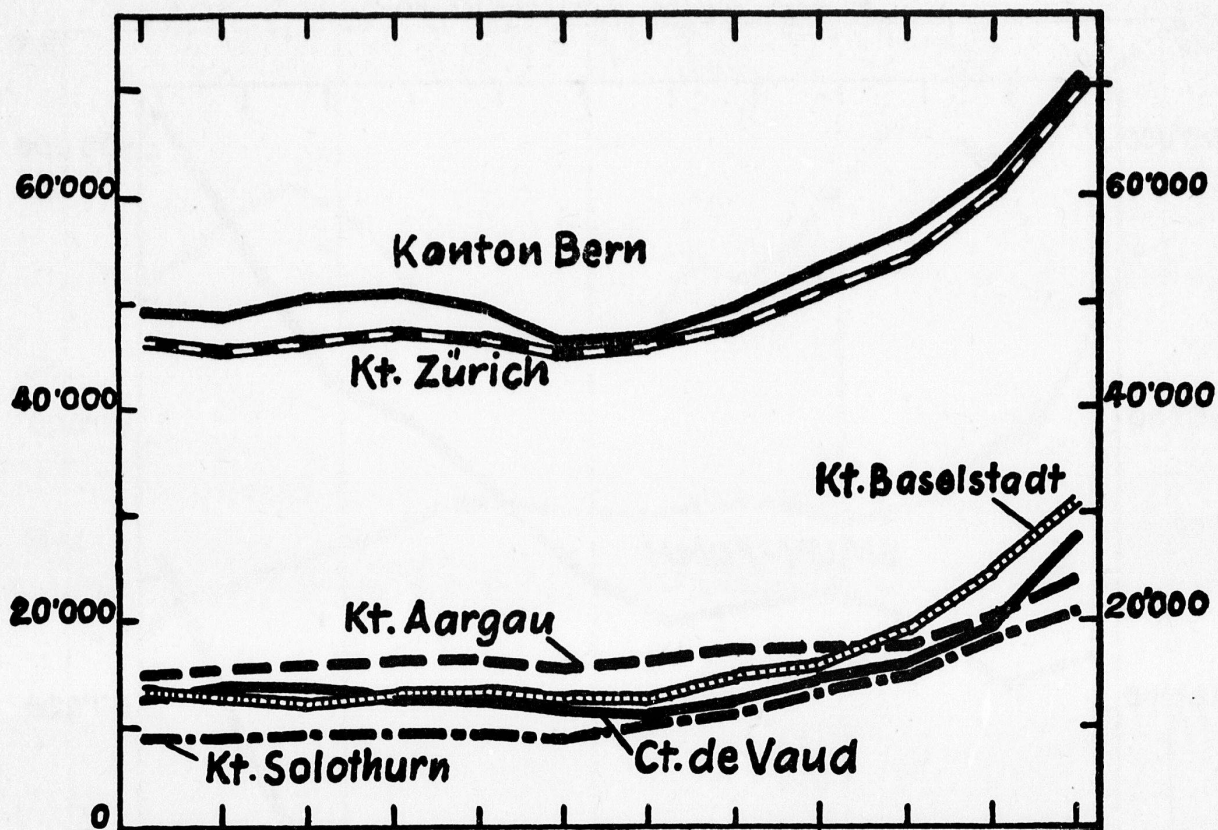 60'000
60'000
Kanton Bern
Kt. Zürich
40'000
40'000
Kt. Baselstadt
20'000
20'000
Kt. Aargau
Kt. Solothurn
Ct. de Vaud
0